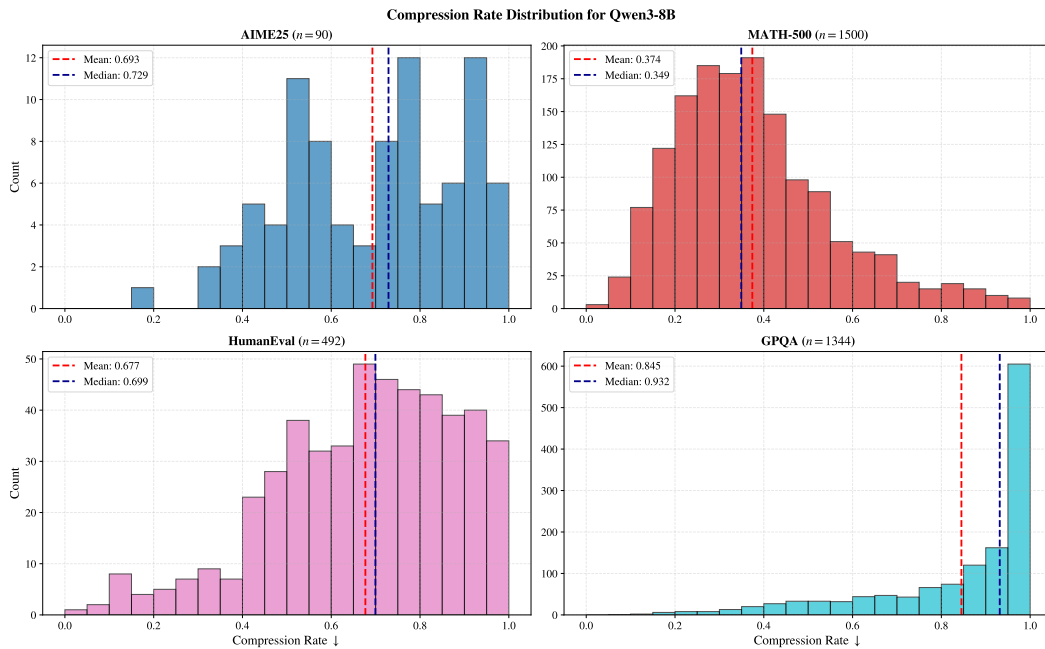 Compression Rate Distribution for Qwen3-8B
AIME25 (n = 90)
Mean: 0.693
Median: 0.729
Count
12
10
8
6
4
2
0
0.0 0.2 0.4 0.6 0.8 1.0
MATH-500 (n = 1500)
Mean: 0.374
Median: 0.349
200
175
150
125
100
75
50
25
0
0.0 0.2 0.4 0.6 0.8 1.0
HumanEval (n = 492)
Mean: 0.677
Median: 0.699
Count
50
40
30
20
10
0
0.0 0.2 0.4 0.6 0.8 1.0
Compression Rate ↓
GPQA (n = 1344)
Mean: 0.845
Median: 0.932
600
500
400
300
200
100
0
0.0 0.2 0.4 0.6 0.8 1.0
Compression Rate ↓